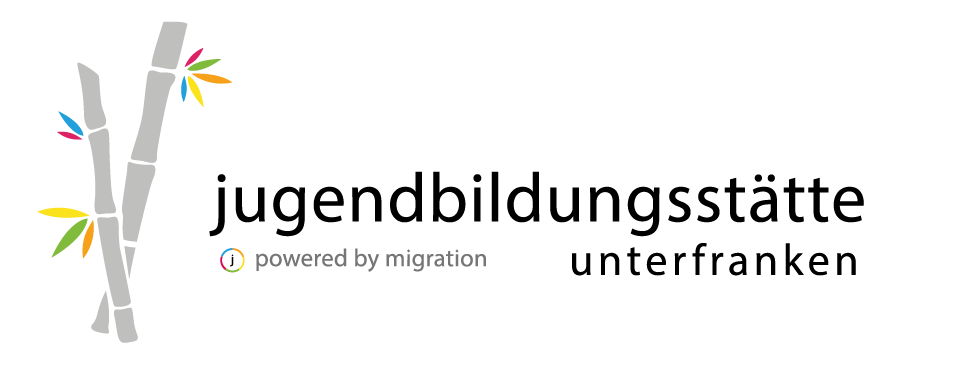 jugendbildungsstätte
j powered by migration unterfranken